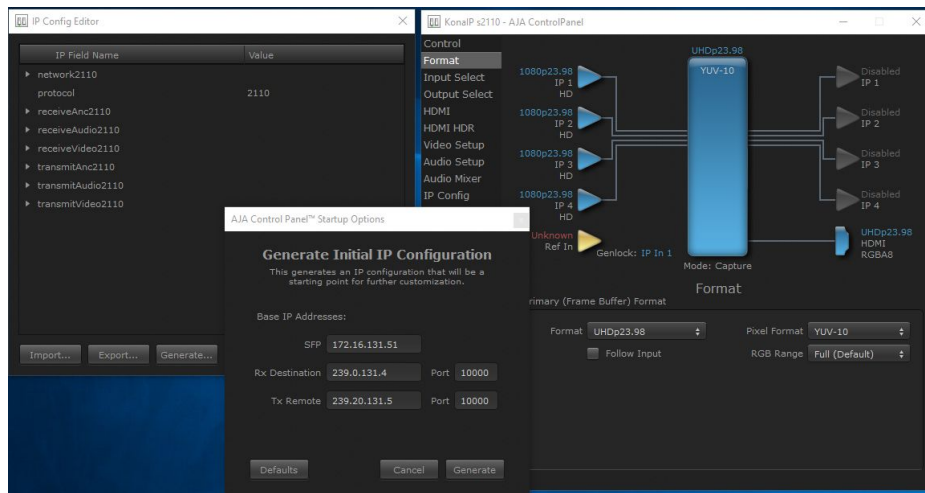 IP Config Editor
IP Field Name Value
network2110
protocol 2110
receiveAnc2110
receiveAudio2110
receiveVideo2110
transmitAnc2110
transmitAudio2110
transmitVideo2110
Import... Export... Generate...
AJA Control Panel™ Startup Options
Generate Initial IP Configuration
This generates an IP configuration that will be a
starting point for further customization.
Base IP Addresses:
SFP 172.16.131.51
Rx Destination 239.0.131.4 Port 10000
Tx Remote 239.20.131.5 Port 10000
Defaults Cancel Generate
KonaIP s2110 - AJA ControlPanel
Control
Format
Input Select
Output Select
HDMI
HDMI HDR
Video Setup
Audio Setup
Audio Mixer
IP Config
1080p23.98
IP 1
HD
1080p23.98
IP 2
HD
1080p23.98
IP 3
HD
1080p23.98
IP 4
HD
Unknown
Ref In
Genlock: IP In 1
UHDp23.98
YUV-10
Mode: Capture
Disabled
IP 1
Disabled
IP 2
Disabled
IP 3
Disabled
IP 4
UHDp23.98
HDMI
RGBA8
Format
rimary (Frame Buffer) Format
Format UHDp23.98 Pixel Format YUV-10
Follow Input RGB Range Full (Default)